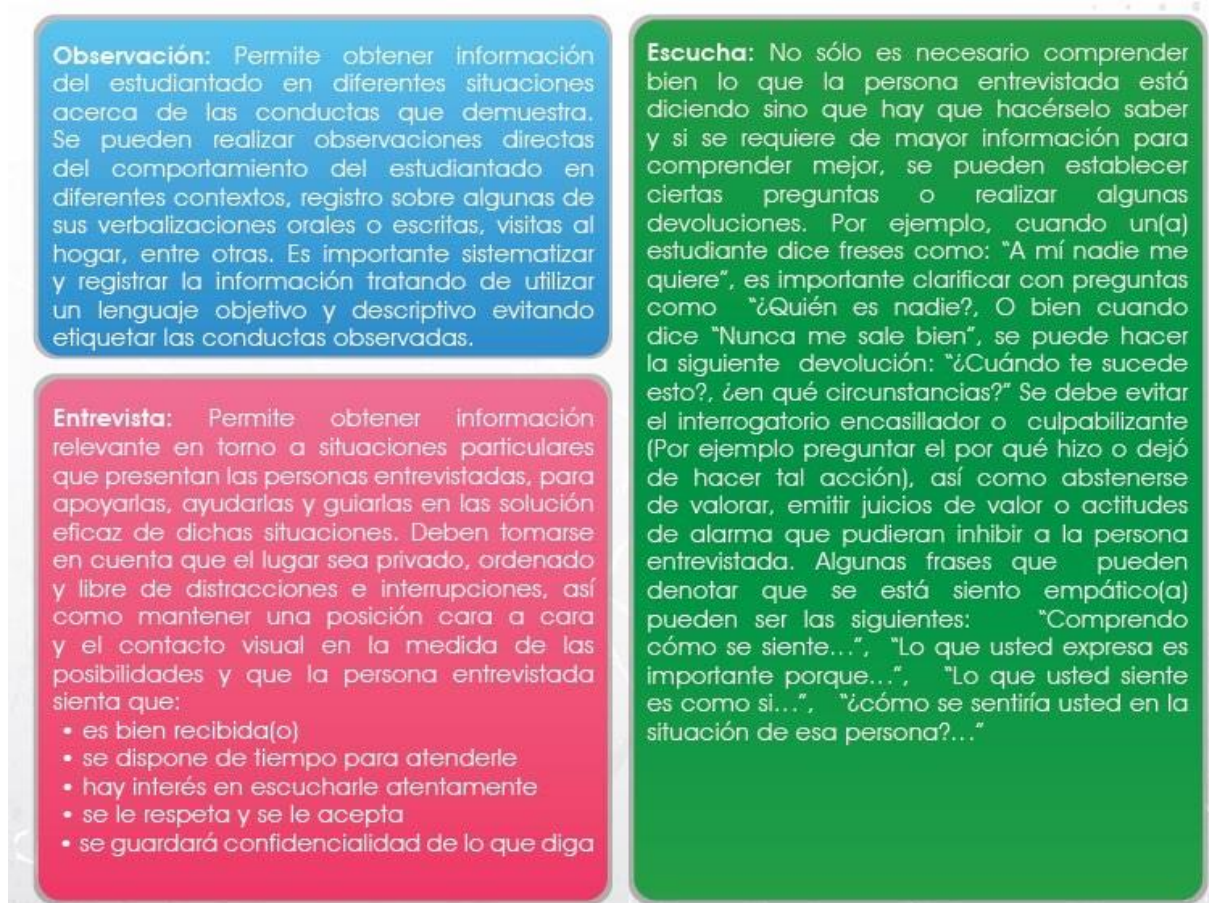 Observación: Permite obtener información
del estudiantado en diferentes situaciones
acerca de las conductas que demuestra.
Se pueden realizar observaciones directas
del comportamiento del estudiantado en
diferentes contextos, registro sobre algunas de
sus verbalizaciones orales o escritas, visitas al
hogar, entre otras. Es importante sistematizar
y registrar la información tratando de utilizar
un lenguaje objetivo y descriptivo evitando
etiquetar las conductas observadas.
Entrevista: Permite obtener información
relevante en torno a situaciones particulares
que presentan las personas entrevistadas, para
apoyarlas, ayudarlas y guiarlas en las solución
eficaz de dichas situaciones. Deben tomarse
en cuenta que el lugar sea privado, ordenado
y libre de distracciones e interrupciones, así
como mantener una posición cara a cara
y el contacto visual en la medida de las
posibilidades y que la persona entrevistada
sienta que:
• es bien recibida(o)
• se dispone de tiempo para atenderle
• hay interés en escucharle atentamente
• se le respeta y se le acepta
• se guardará confidencialidad de lo que diga
Escucha: No sólo es necesario comprender
bien lo que la persona entrevistada está
diciendo sino que hay que hacérselo saber
y si se requiere de mayor información para
comprender mejor, se pueden establecer
ciertas preguntas o realizar algunas
devoluciones. Por ejemplo, cuando un(a)
estudiante dice freses como: "A mí nadie me
quiere", es importante clarificar con preguntas
como "¿Quién es nadie?, O bien cuando
dice "Nunca me sale bien", se puede hacer
la siguiente devolución: "¿Cuándo te sucede
esto?, ¿en qué circunstancias?" Se debe evitar
el interrogatorio encasillador o culpabilizante
(Por ejemplo preguntar el por qué hizo o dejó
de hacer tal acción), así como abstenerse
de valorar, emitir juicios de valor o actitudes
de alarma que pudieran inhibir a la persona
entrevistada. Algunas frases que pueden
denotar que se está siento empático(a)
pueden ser las siguientes: "Comprendo
cómo se siente...", "Lo que usted expresa es
importante porque...", "Lo que usted siente
es como si...", "¿cómo se sentiría usted en la
situación de esa persona?..."